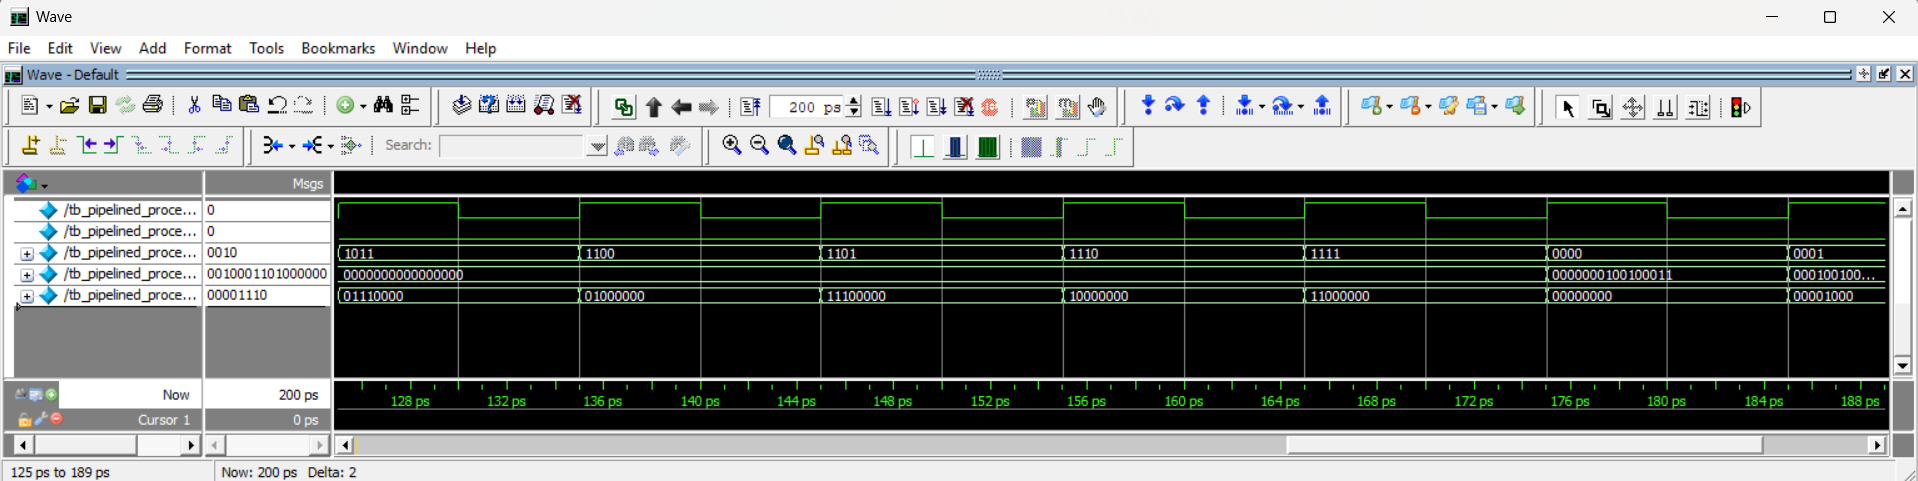 Wave
File Edit View Add Format Tools Bookmarks Window Help
Wave - Default
200 ps
Search:
Msgs
/tb_pipelined_proce... 0
/tb_pipelined_proce... 0
/tb_pipelined_proce... 0010 1011 1100 1101 1110 1111 0000 0001
/tb_pipelined_proce... 0010001101000000 0000000000000000 0000000100100011 000100100...
/tb_pipelined_proce... 00001110 01110000 01000000 11100000 10000000 11000000 00000000 00001000
Now 200 ps 128 ps 132 ps 136 ps 140 ps 144 ps 148 ps 152 ps 156 ps 160 ps 164 ps 168 ps 172 ps 176 ps 180 ps 184 ps 188 ps
Cursor 1 0 ps
125 ps to 189 ps Now: 200 ps Delta: 2